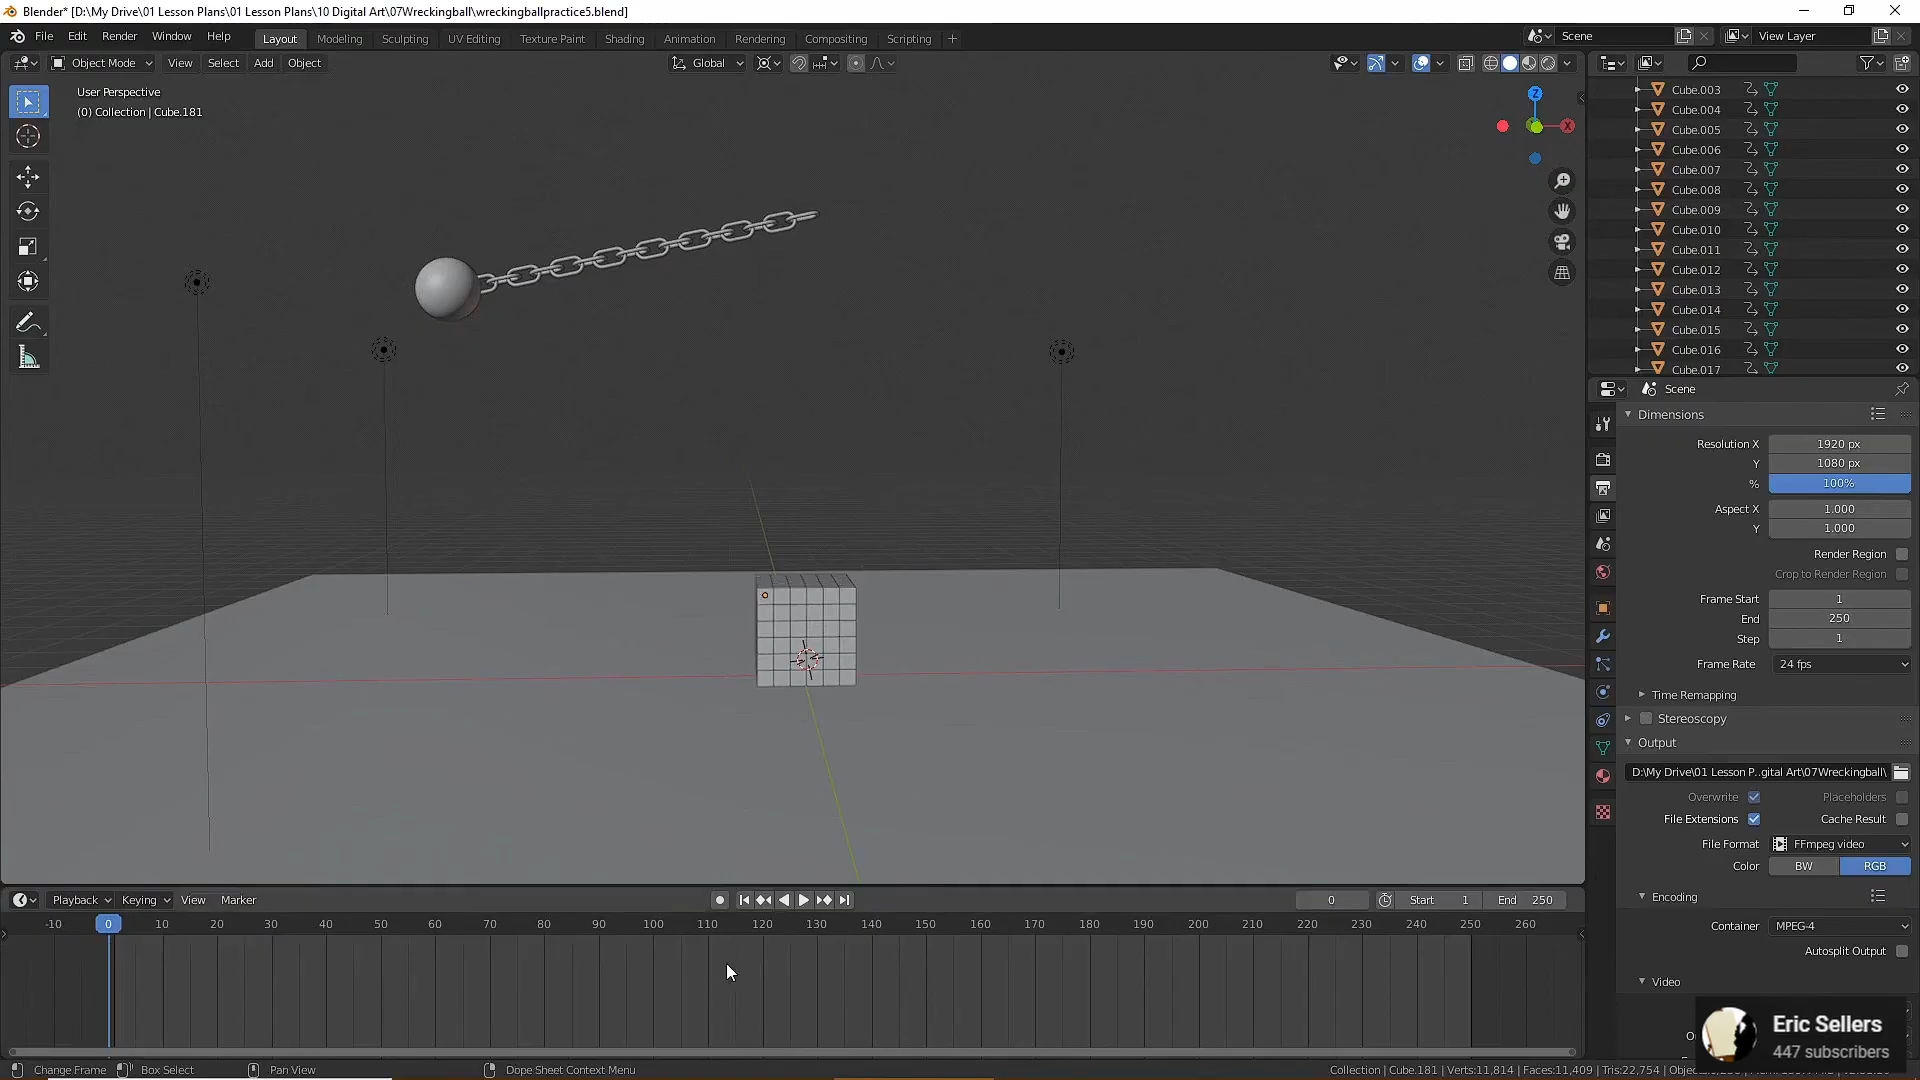 Blender* [D:\My Drive\01 Lesson Plans\01 Lesson Plans\10 Digital Art\07Wreckingball\wreckingballpractice5.blend]
File Edit Render Window Help Layout Modeling Sculpting UV Editing Texture Paint Shading Animation Rendering Compositing Scripting + Scene View Layer
Object Mode View Select Add Object Global
User Perspective
(0) Collection | Cube.181
Z
X
Cube.003
Cube.004
Cube.005
Cube.006
Cube.007
Cube.008
Cube.009
Cube.010
Cube.011
Cube.012
Cube.013
Cube.014
Cube.015
Cube.016
Cube.017
Scene
Dimensions
Resolution X 1920 px
Y 1080 px
% 100%
Aspect X 1.000
Y 1.000
Render Region
Crop to Render Region
Frame Start 1
End 250
Step 1
Frame Rate 24 fps
Time Remapping
Stereoscopy
Output
D:\My Drive\01 Lesson P..gital Art\07Wreckingball\
Overwrite Placeholders
File Extensions Cache Result
File Format FFmpeg video
Color BW RGB
Encoding
Container MPEG-4
Autosplit Output
Video
Playback Keying View Marker 0 Start 1 End 250
-10 0 10 20 30 40 50 60 70 80 90 100 110 120 130 140 150 160 170 180 190 200 210 220 230 240 250 260
Eric Sellers
447 subscribers
Change Frame Box Select Pan View Dope Sheet Context Menu Collection | Cube.181 | Verts:11,814 | Faces:11,409 | Tris:22,754 |